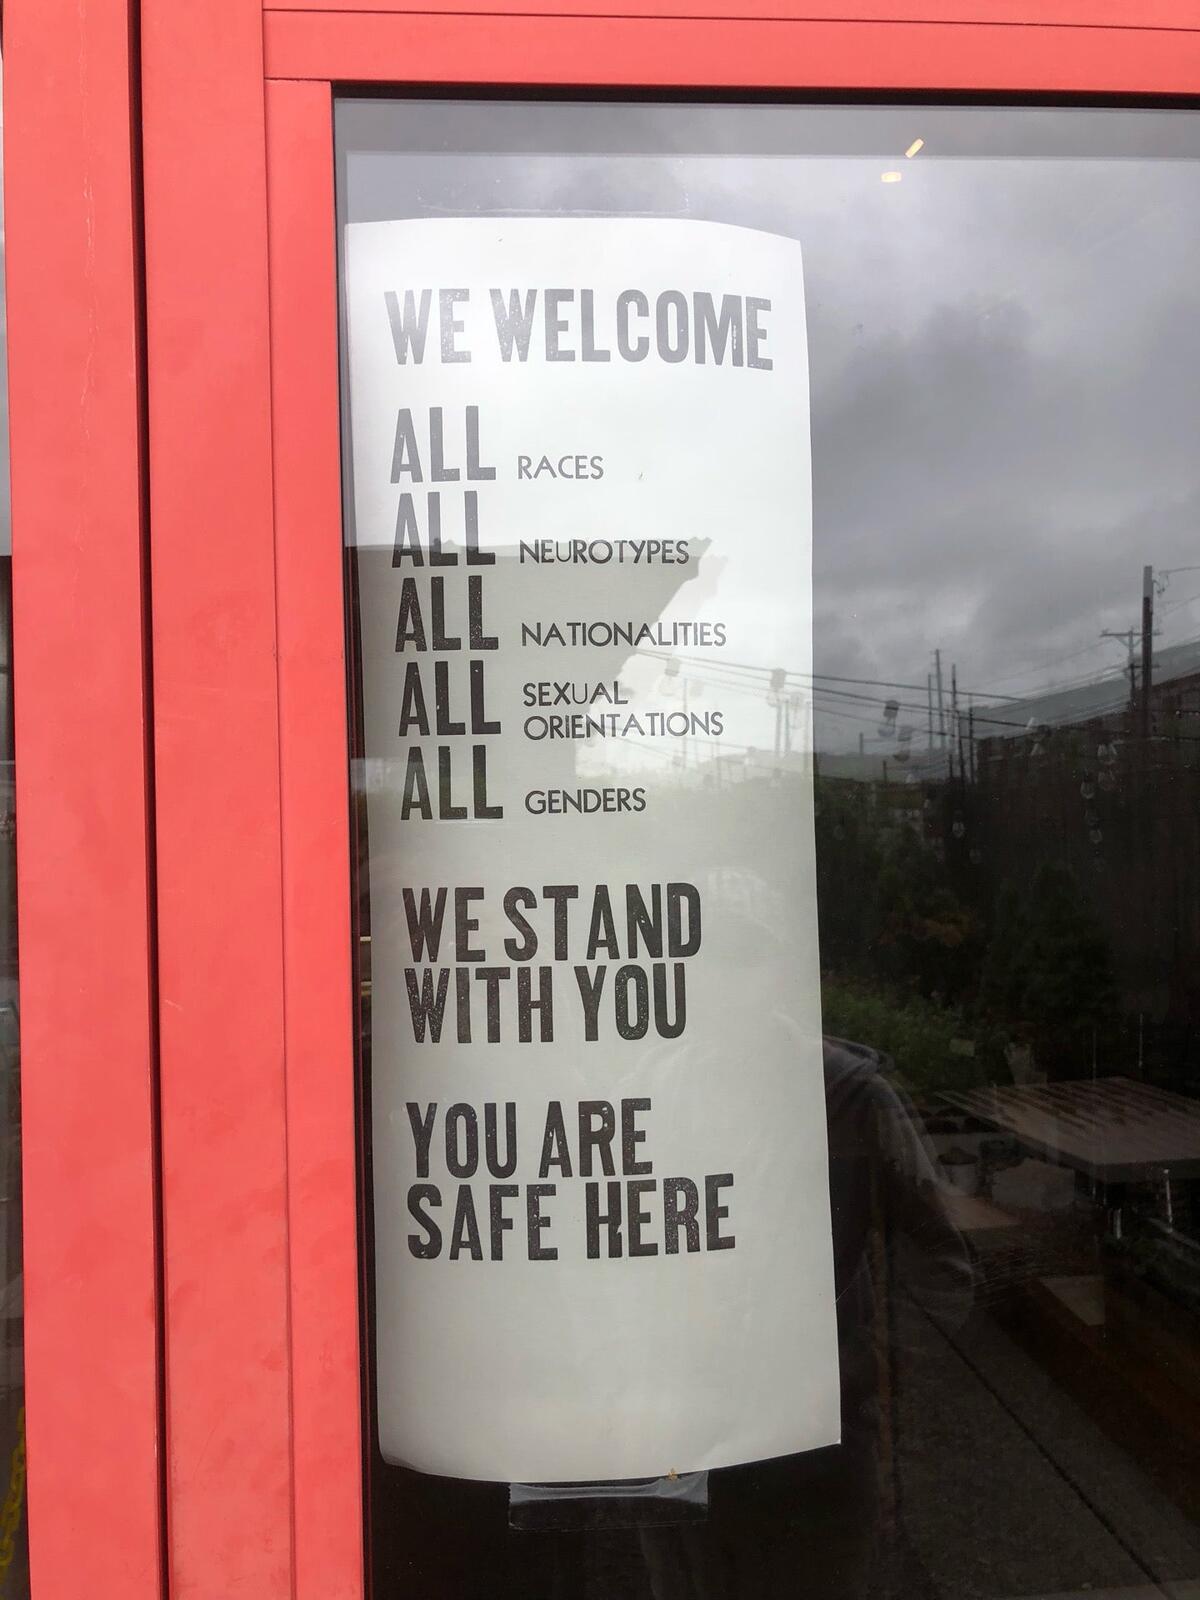 WE WELCOME
ALL RACES
ALL NEUROTYPES
ALL NATIONALITIES
ALL SEXUAL
ORIENTATIONS
ALL GENDERS
WE STAND
WITH YOU
YOU ARE
SAFE HERE